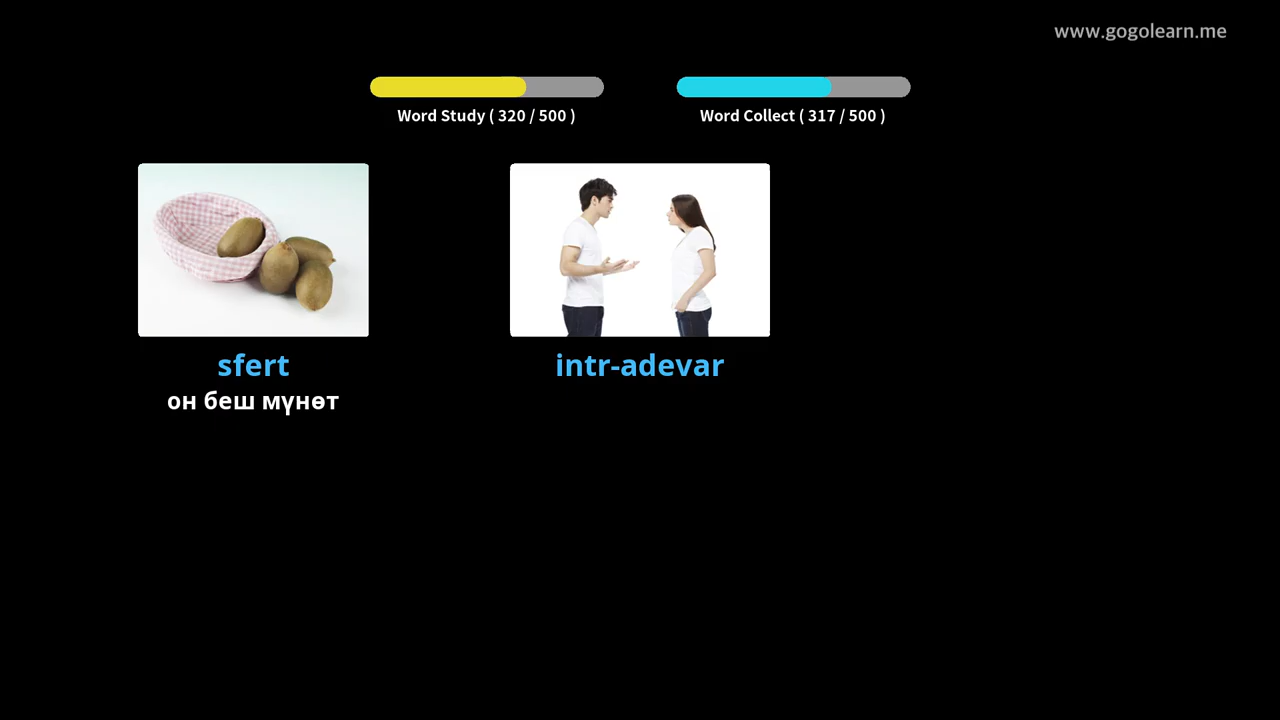 www.gogolearn.me
Word Study ( 320 / 500 )
Word Collect ( 317 / 500 )
sfert
intr-adevar
он беш мүнөт